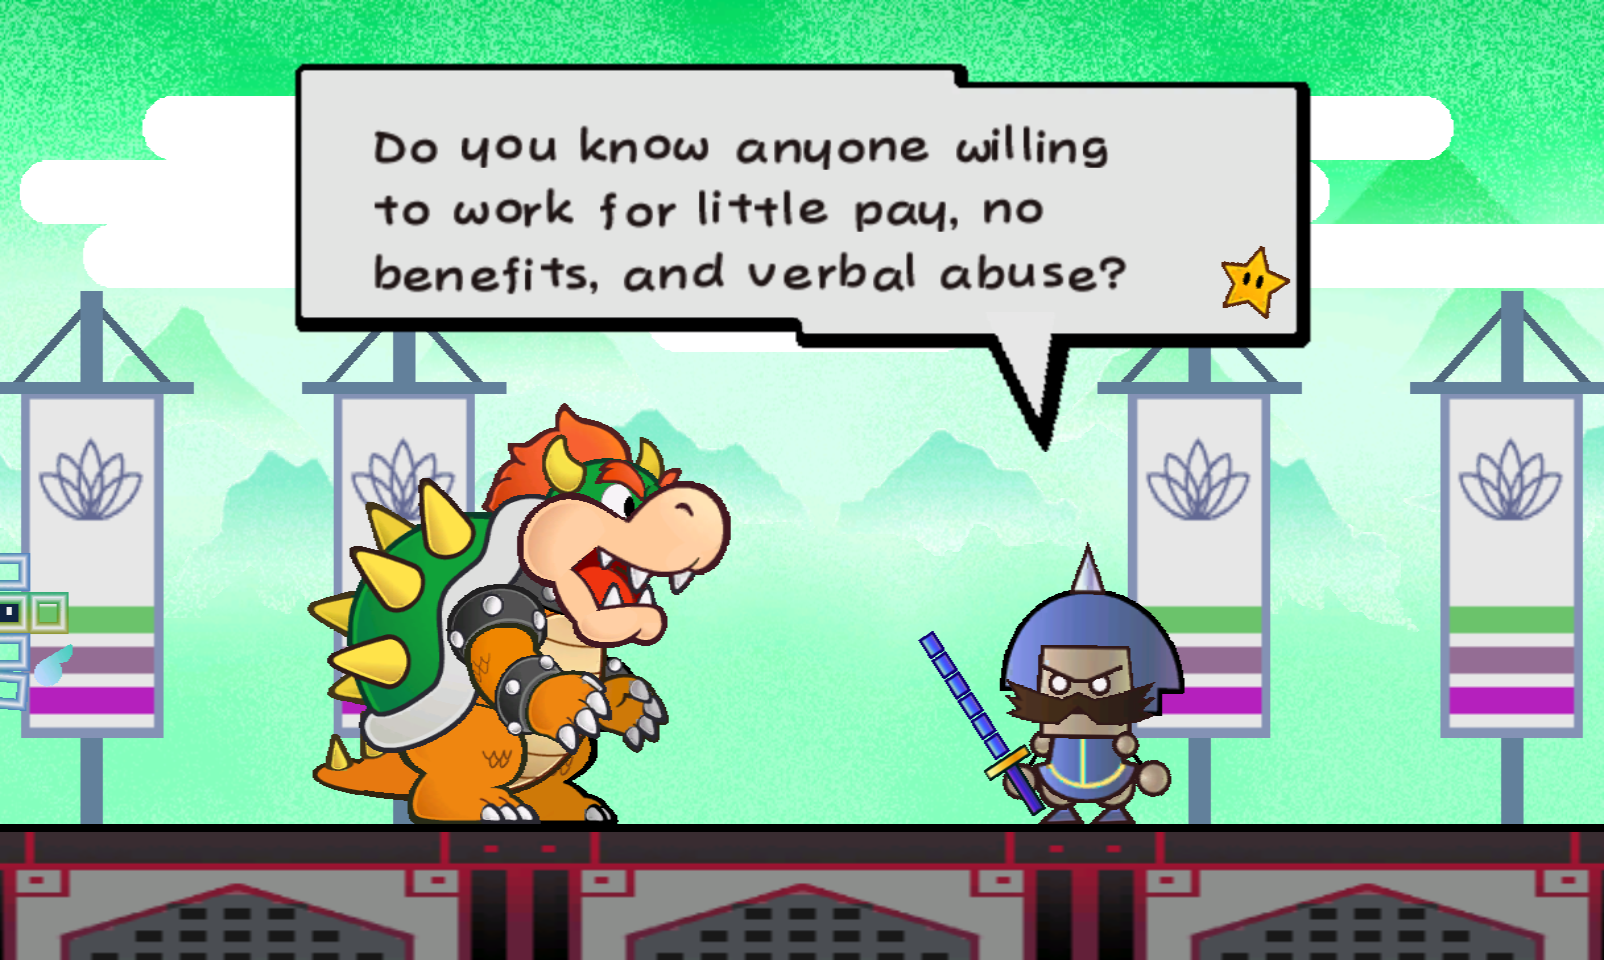 Do you know anyone willing
to work for little pay, no
benefits, and verbal abuse?